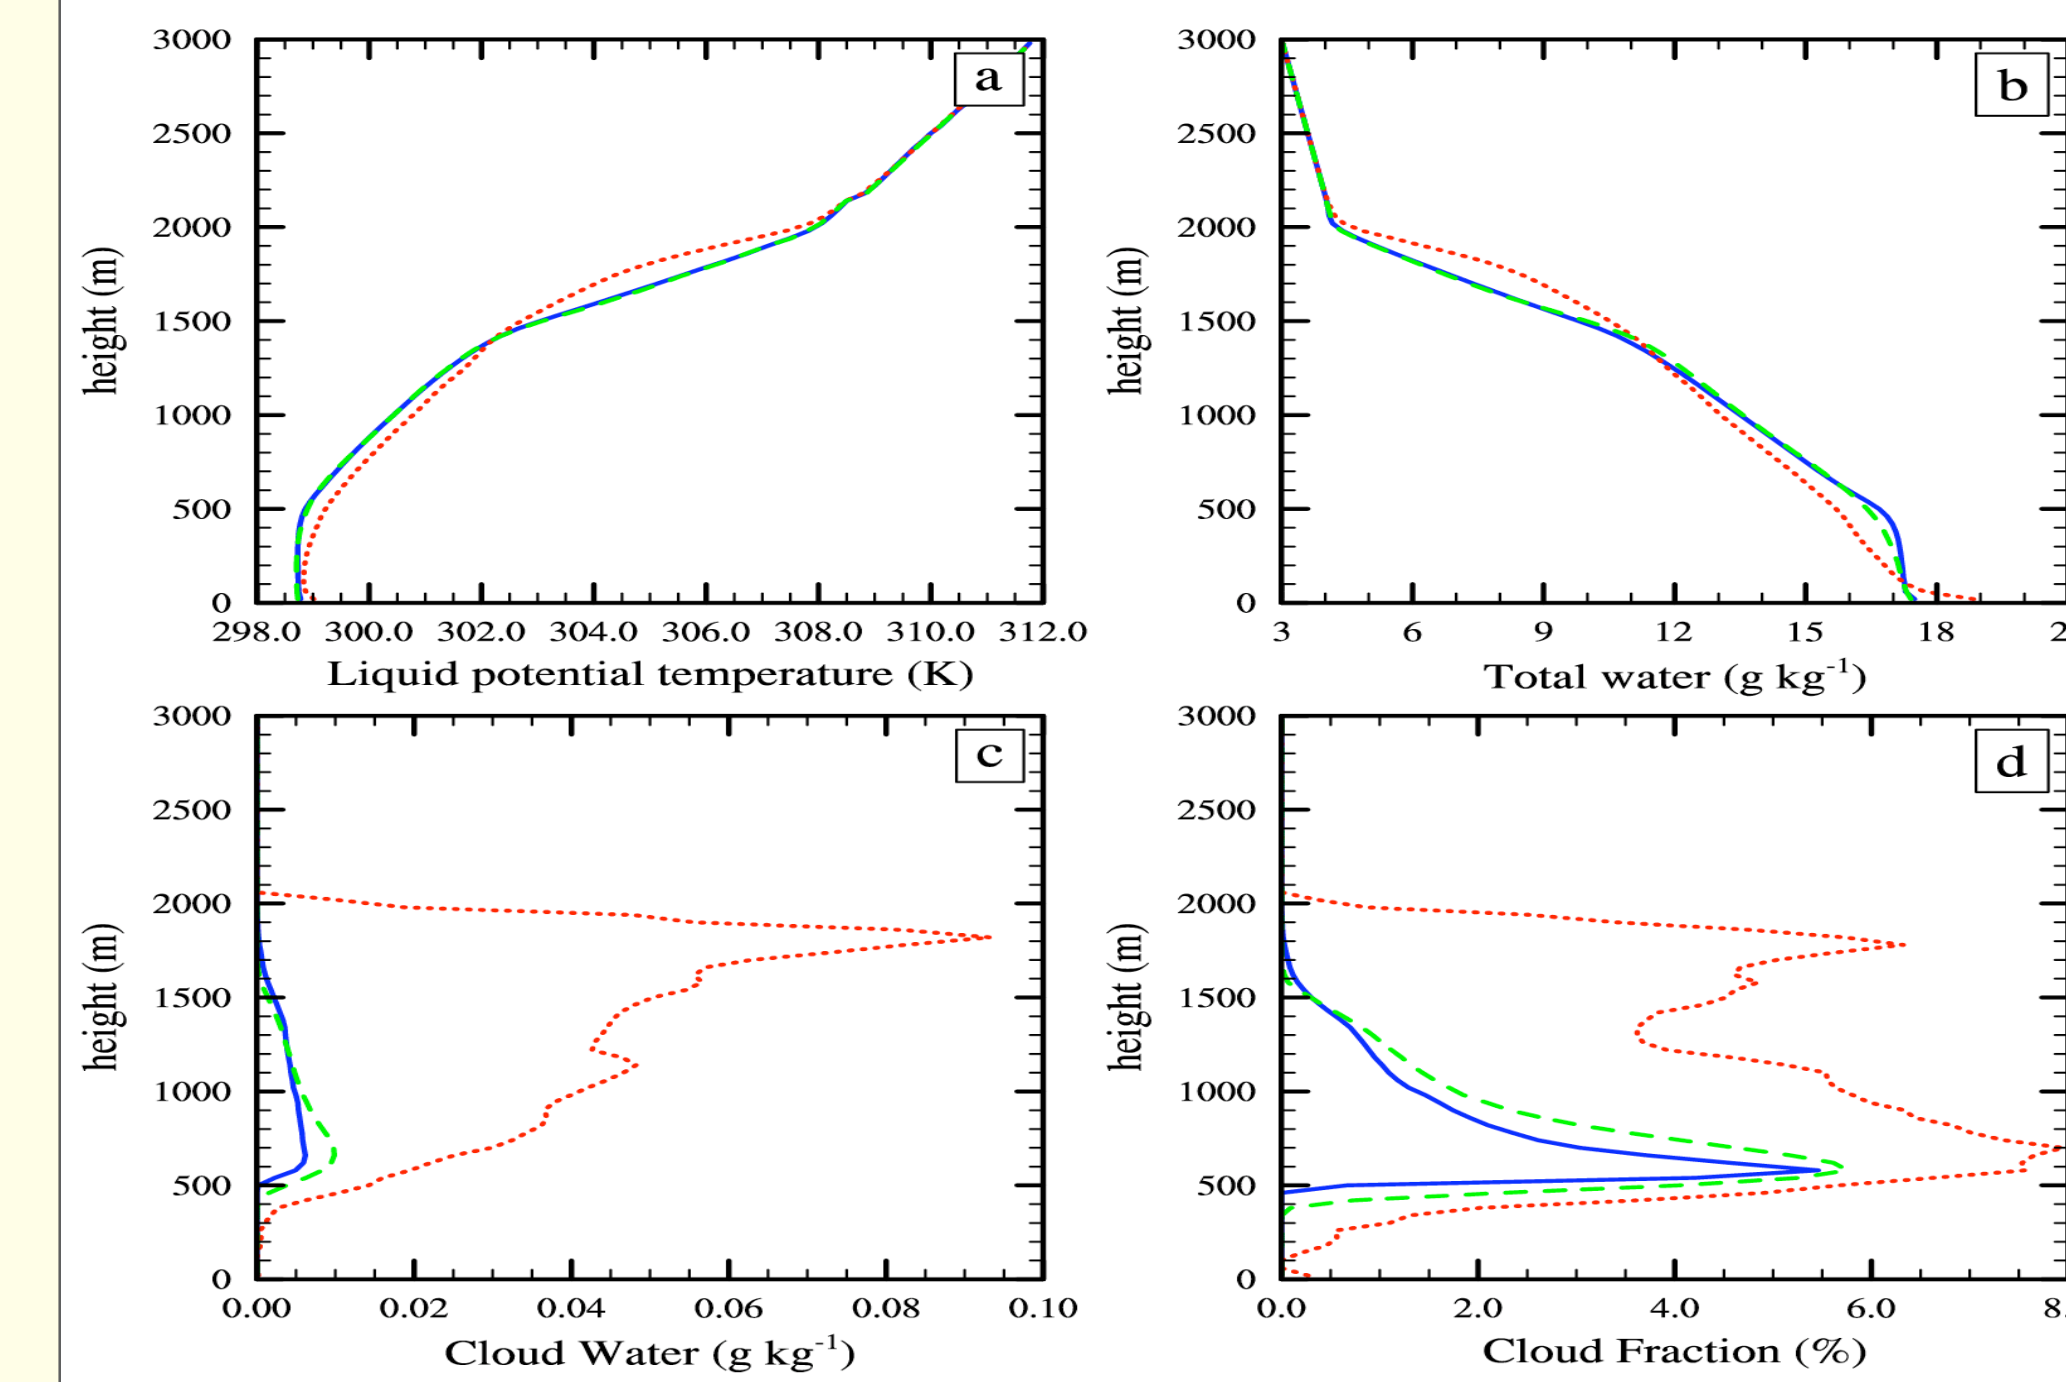 3000
2500
2000
1500
1000
500
0
height (m)
a
298.0 300.0 302.0 304.0 306.0 308.0 310.0 312.0
Liquid potential temperature (K)
3000
2500
2000
1500
1000
500
0
height (m)
b
3 6 9 12 15 18 2
Total water (g kg-1)
3000
2500
2000
1500
1000
500
0
height (m)
c
0.00 0.02 0.04 0.06 0.08 0.10
Cloud Water (g kg-1)
3000
2500
2000
1500
1000
500
0
height (m)
d
0.0 2.0 4.0 6.0 8.
Cloud Fraction (%)